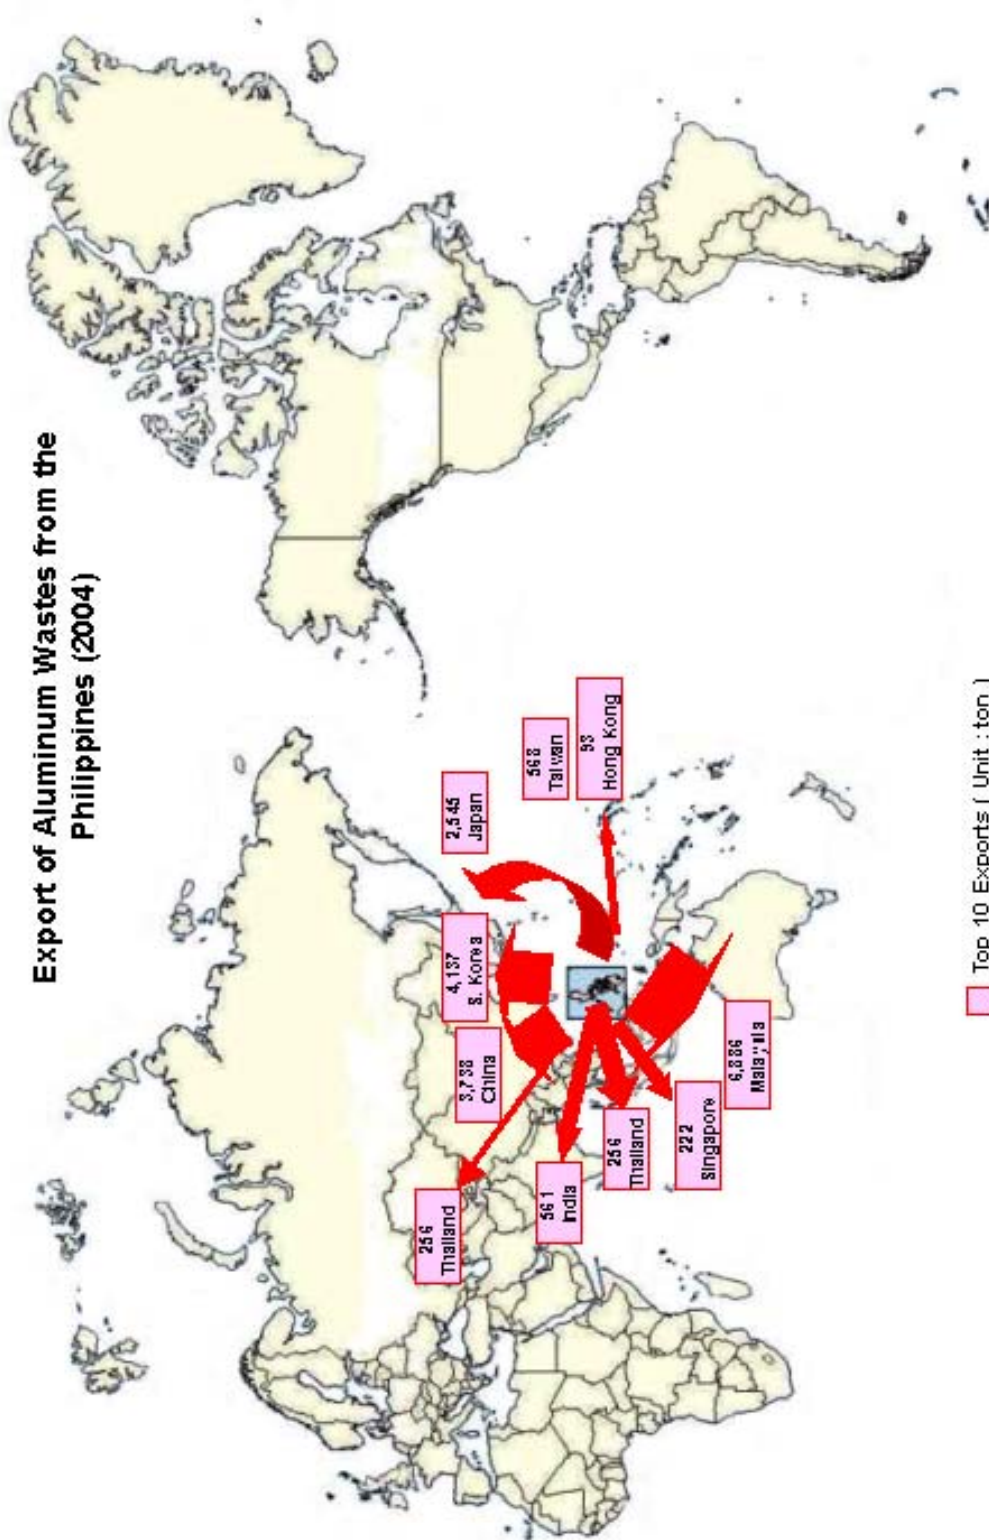 Export of Aluminum Wastes from the
Philippines (2004)
2,545
Japan
568
Taiwan
93
Hong Kong
4,137
S. Korea
3,738
China
256
Thailand
561
India
256
Thailand
222
Singapore
6,886
Malaysia
Top 10 Exports ( Unit : ton )